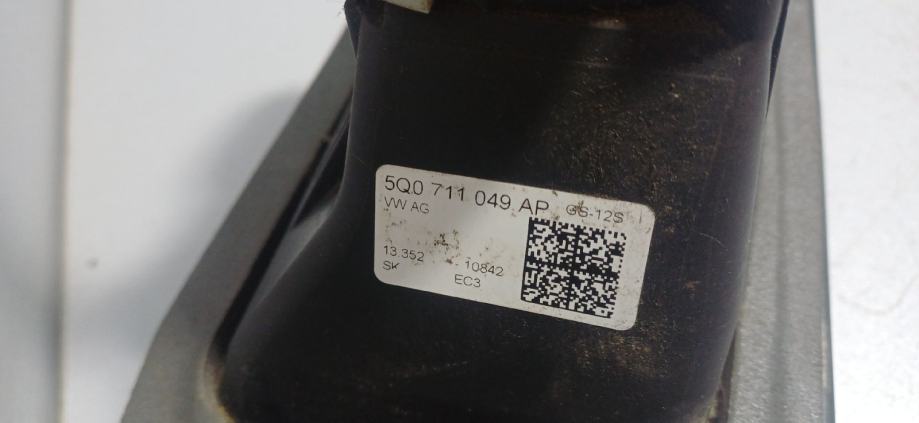 5Q0 711 049 AP GS-12S
VW AG
13.352 10842
SK EC3